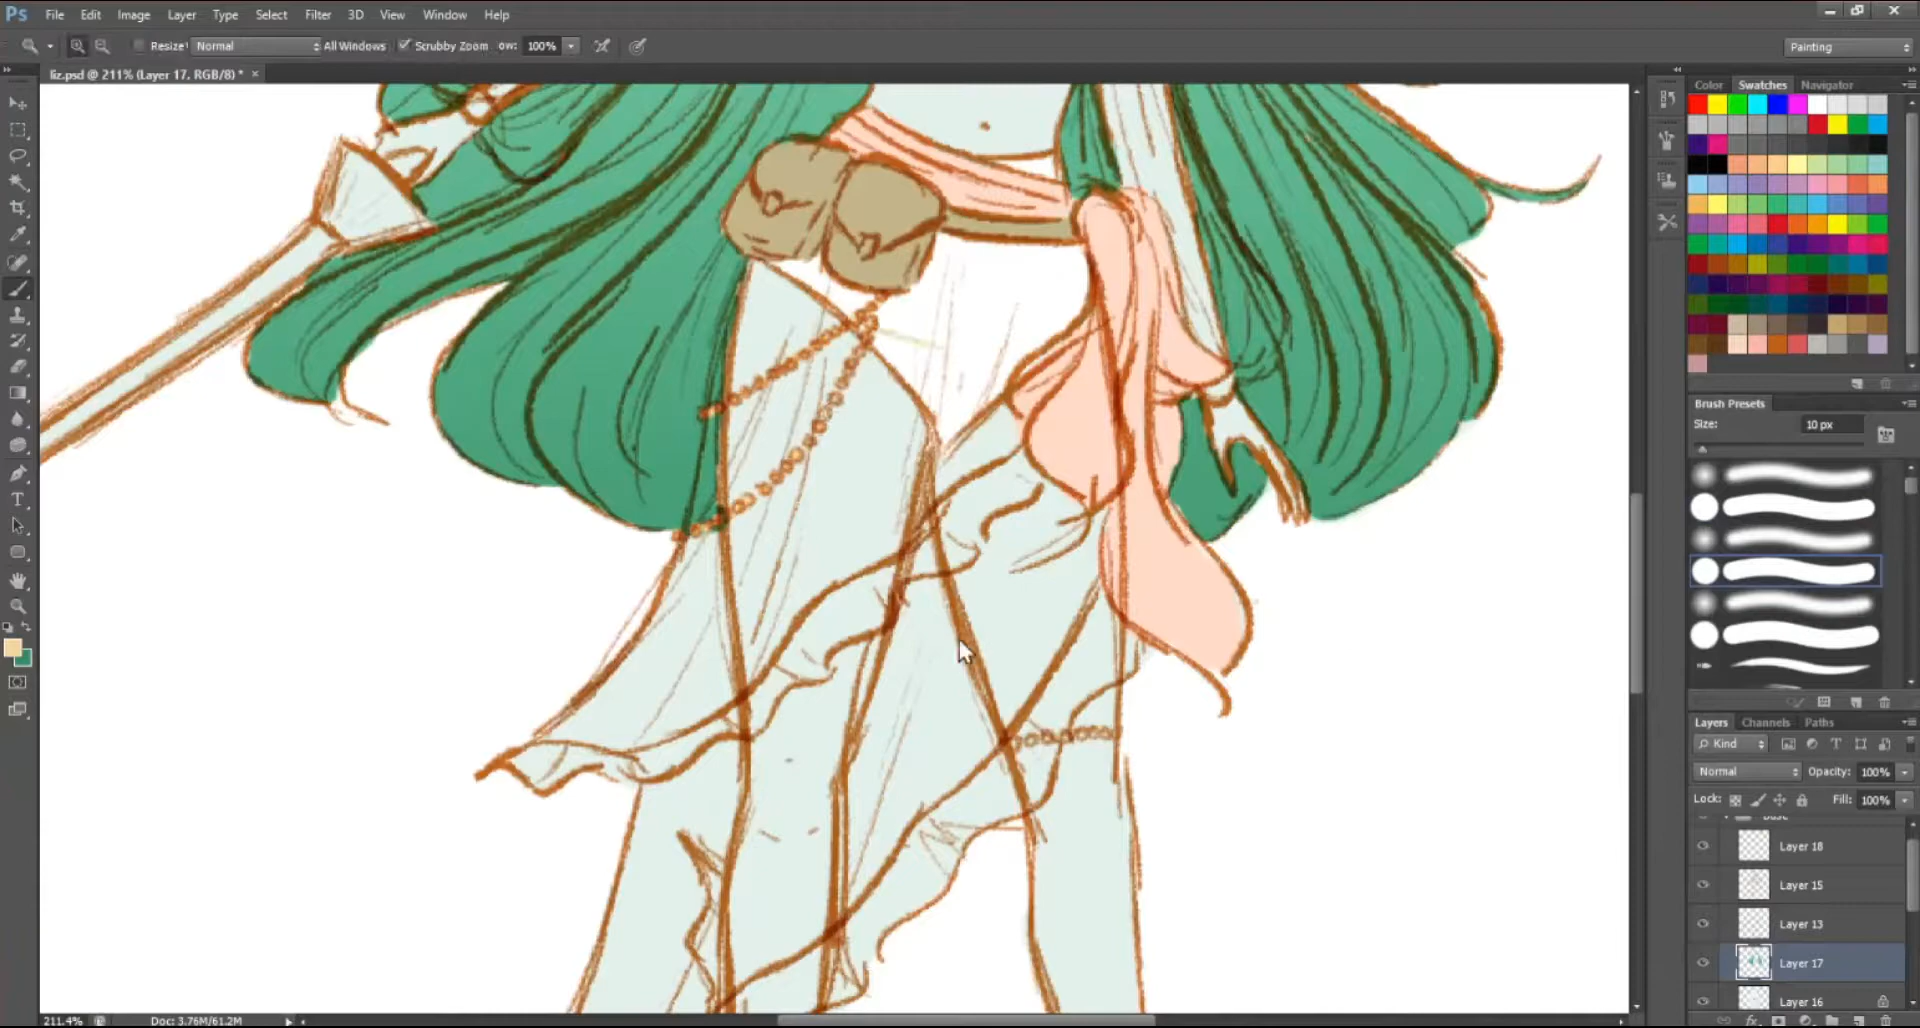 Ps File Edit Image Layer Type Select Filter 3D View Window Help
Resize Normal All Windows Scrubby Zoom ow: 100% Painting
liz.psd @ 211% (Layer 17, RGB/8) * ×
Color Swatches Navigator
Brush Presets
Size: 10 px
Layers Channels Paths
Kind
Normal Opacity: 100%
Lock: Fill: 100%
Layer 18
Layer 15
Layer 13
Layer 17
Layer 16
211.4% Doc: 3.76M/61.2M